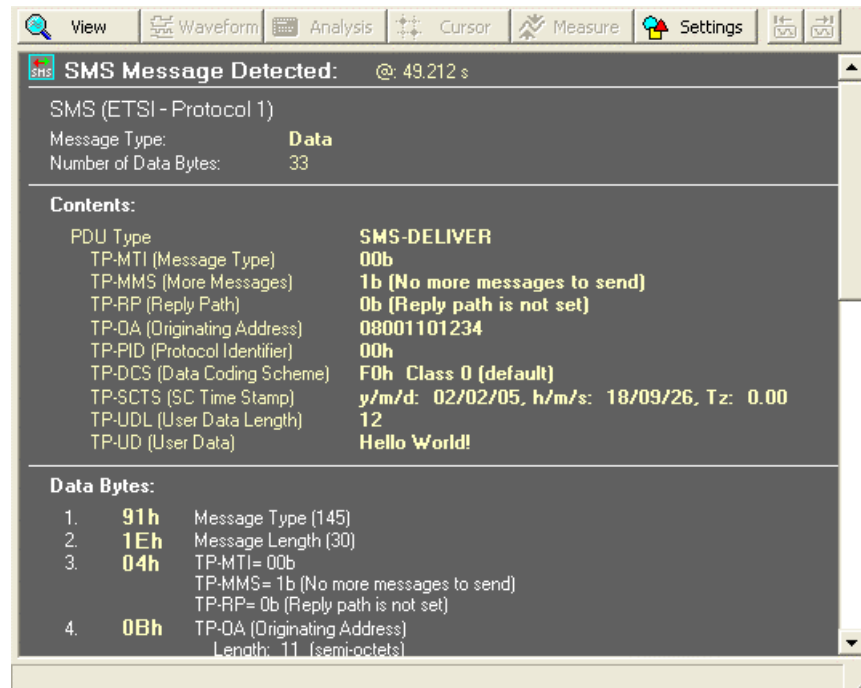 View Waveform Analysis Cursor Measure Settings
SMS SMS Message Detected: @: 49.212 s
SMS (ETSI - Protocol 1)
Message Type: Data
Number of Data Bytes: 33
Contents:
PDU Type SMS-DELIVER
TP-MTI (Message Type) 00b
TP-MMS (More Messages) 1b (No more messages to send)
TP-RP (Reply Path) 0b (Reply path is not set)
TP-OA (Originating Address) 08001101234
TP-PID (Protocol Identifier) 00h
TP-DCS (Data Coding Scheme) F0h Class 0 (default)
TP-SCTS (SC Time Stamp) y/m/d: 02/02/05, h/m/s: 18/09/26, Tz: 0.00
TP-UDL (User Data Length) 12
TP-UD (User Data) Hello World!
Data Bytes:
1. 91h Message Type (145)
2. 1Eh Message Length (30)
3. 04h TP-MTI= 00b
TP-MMS= 1b (No more messages to send)
TP-RP= 0b (Reply path is not set)
4. 0Bh TP-OA (Originating Address)
Length: 11 (semi-octets)